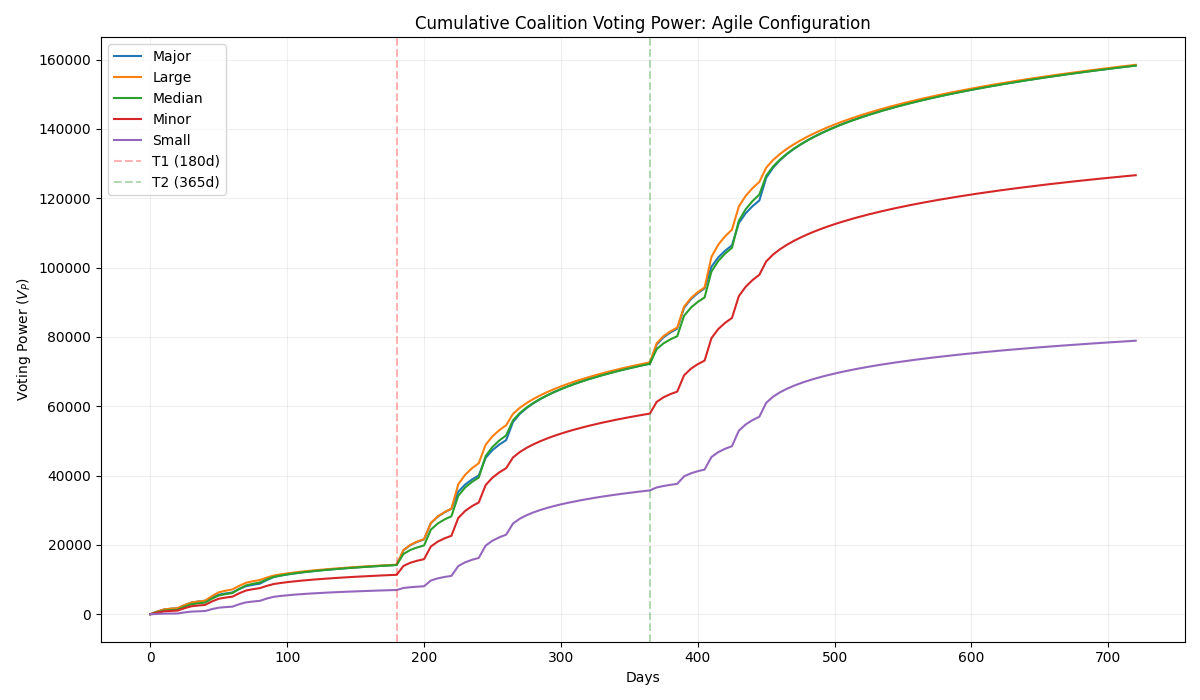 Cumulative Coalition Voting Power: Agile Configuration
Major
Large
Median
Minor
Small
T1 (180d)
T2 (365d)
160000
140000
120000
100000
80000
60000
40000
20000
0
Voting Power (V_P)
0 100 200 300 400 500 600 700
Days